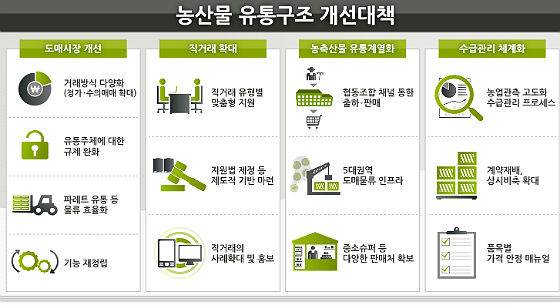 농산물 유통구조 개선대책
도매시장 개선
거래방식 다양화
(정가·수의매매 확대)
유통주체에 대한
규제 완화
파레트 유통 등
물류 효율화
기능 재정립
직거래 확대
직거래 유형별
맞춤형 지원
지원법 제정 등
제도적 기반 마련
직거래의
사례확대 및 홍보
농축산물 유통계열화
협동조합 채널 통한
출하·판매
5대권역
도매물류 인프라
중소슈퍼 등
다양한 판매처 확보
수급관리 체계화
농업관측 고도화
수급관리 프로세스
계약재배,
상시비축 확대
품목별
가격 안정 매뉴얼